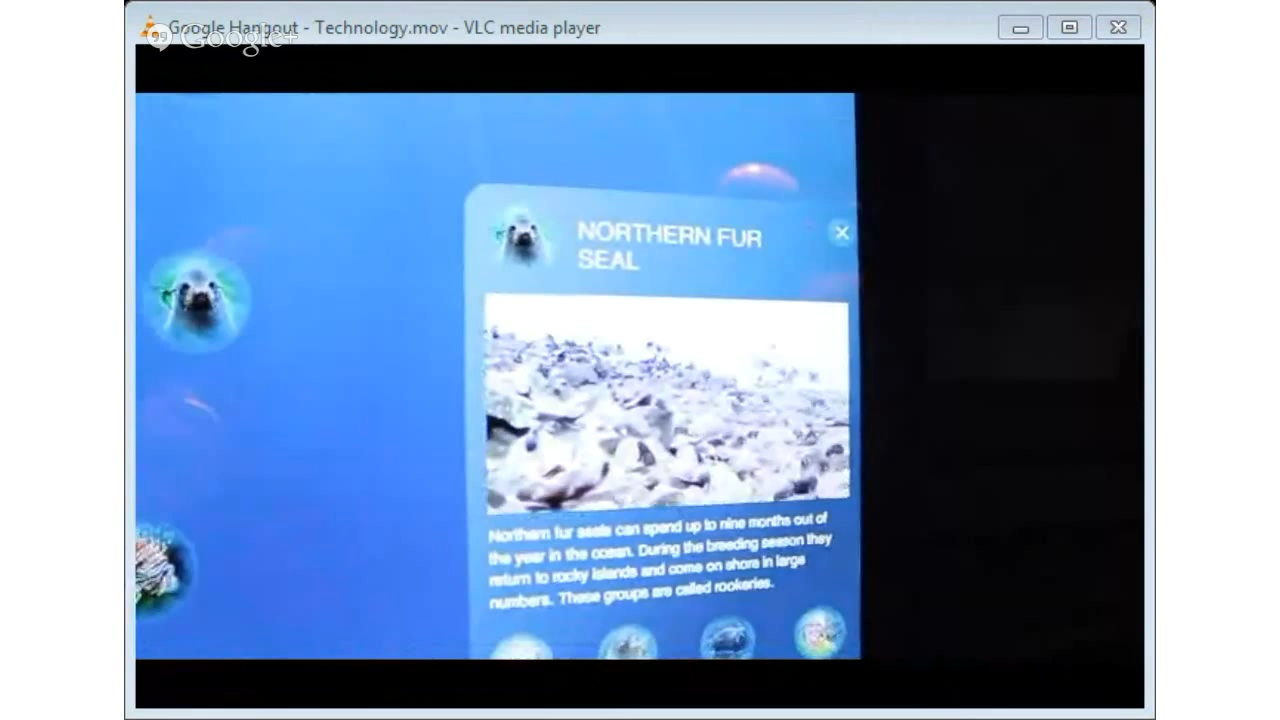 Google Hangout - Technology.mov - VLC media player
Google+
NORTHERN FUR
SEAL
Northern fur seals can spend up to nine months out of
the year in the ocean. During the breeding season they
return to rocky islands and come on shore in large
numbers. These groups are called rookeries.